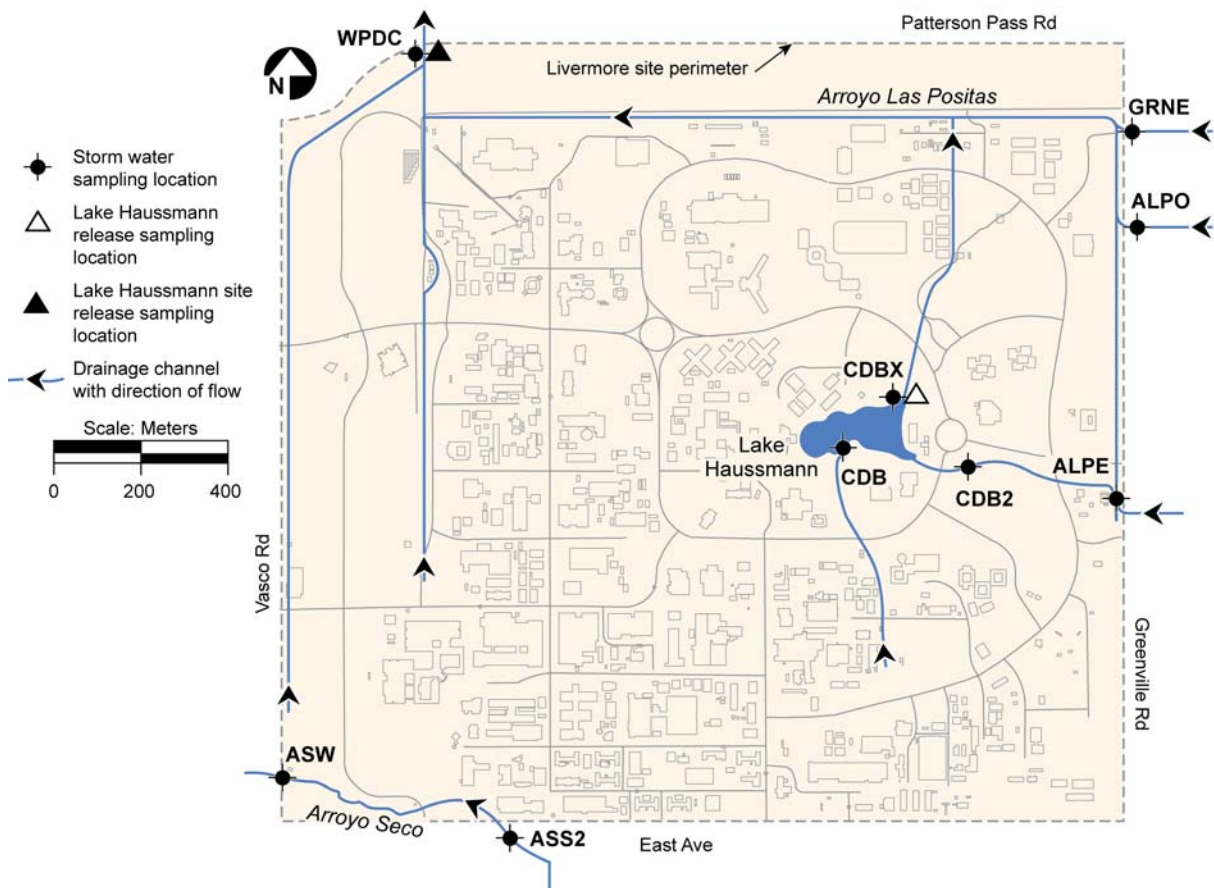 Patterson Pass Rd
WPDC
Livermore site perimeter
N
Arroyo Las Positas
GRNE
Storm water
sampling location
ALPO
Lake Haussmann
release sampling
location
Lake Haussmann site
release sampling
location
Drainage channel
with direction of flow
CDBX
Scale: Meters
0 200 400
Lake
Haussmann
CDB
CDB2
ALPE
Vasco Rd
Greenville Rd
ASW
Arroyo Seco
ASS2
East Ave